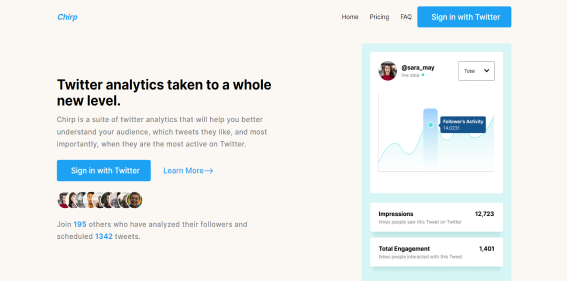 Chirp
Home Pricing FAQ Sign in with Twitter
Twitter analytics taken to a whole
new level.
Chirp is a suite of twitter analytics that will help you better
understand your audience, which tweets they like, and most
importantly, when they are the most active on Twitter.
Sign in with Twitter Learn More
Join 195 others who have analyzed their followers and
scheduled 1342 tweets.
@sara_may
live data
Total
Follower's Activity
14,0231
Impressions 12,723
times people saw this Tweet on Twitter
Total Engagement 1,401
times people interacted with this Tweet